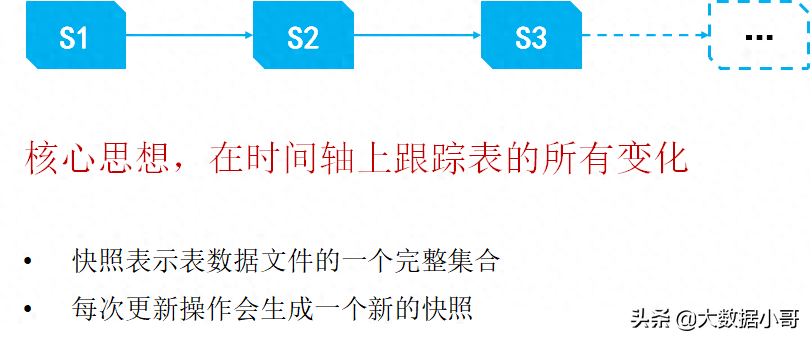 S1 S2 S3 ...
核心思想，在时间轴上跟踪表的所有变化
• 快照表示表数据文件的一个完整集合
• 每次更新操作会生成一个新的快照
头条 @大数据小哥